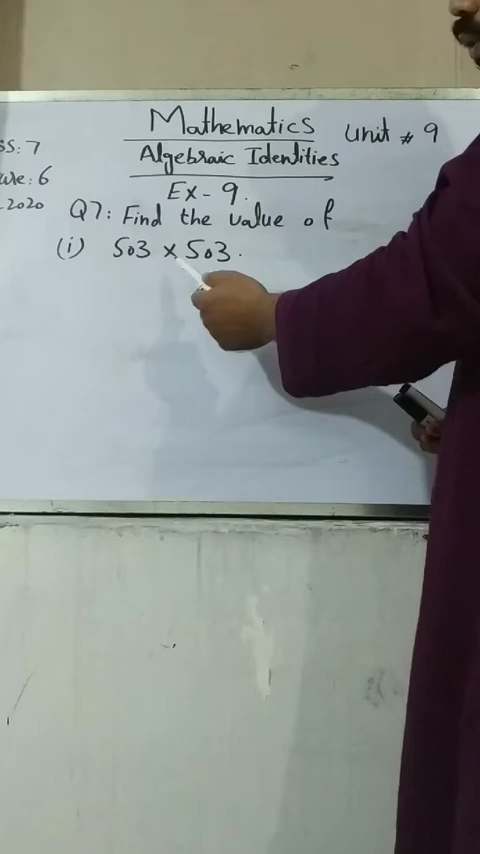 Mathematics
Unit # 9
SS: 7
Algebraic Identities
ure: 6
Ex-9.
2020
Q7: Find the value of
(i) 503 x 503.